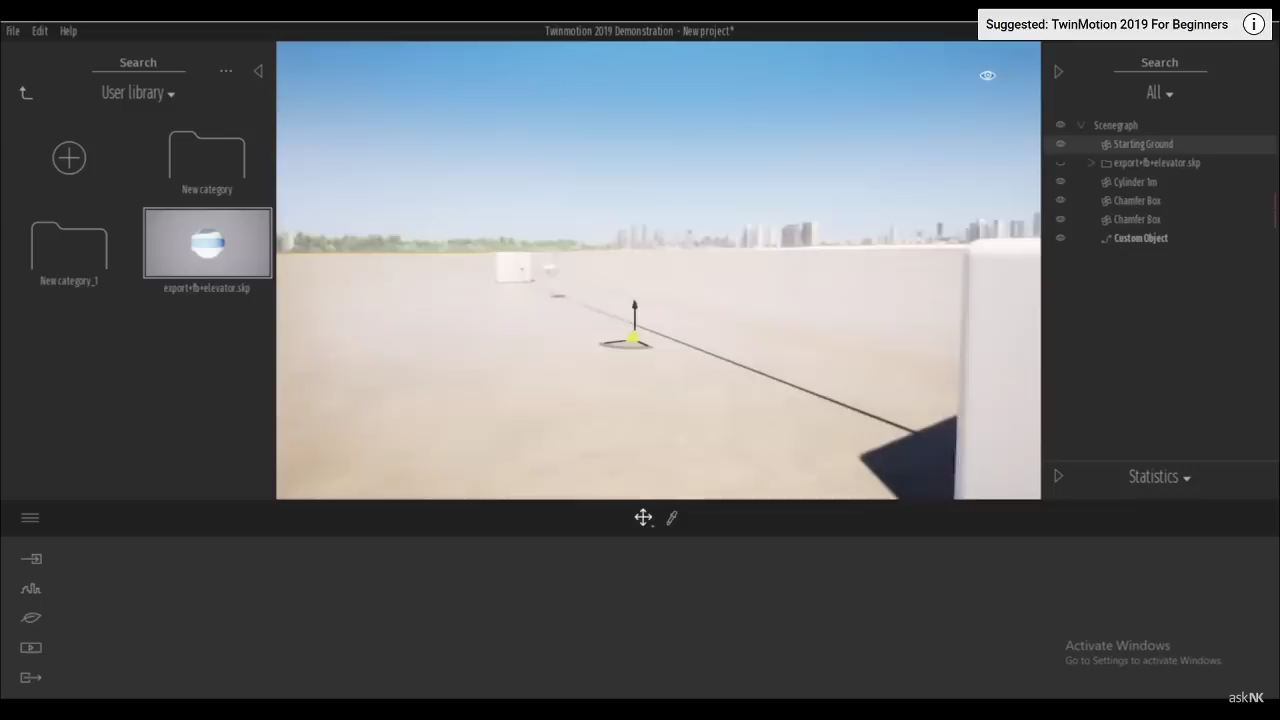 Suggested: TwinMotion 2019 For Beginners
File Edit Help
Twinmotion 2019 Demonstration - New project*
Search
User library
New category
New category_1
export+fb+elevator.skp
Search
All
Scenegraph
Starting Ground
export+fb+elevator.skp
Cylinder 1m
Chamfer Box
Chamfer Box
Custom Object
Statistics
Activate Windows
Go to Settings to activate Windows.
askNK